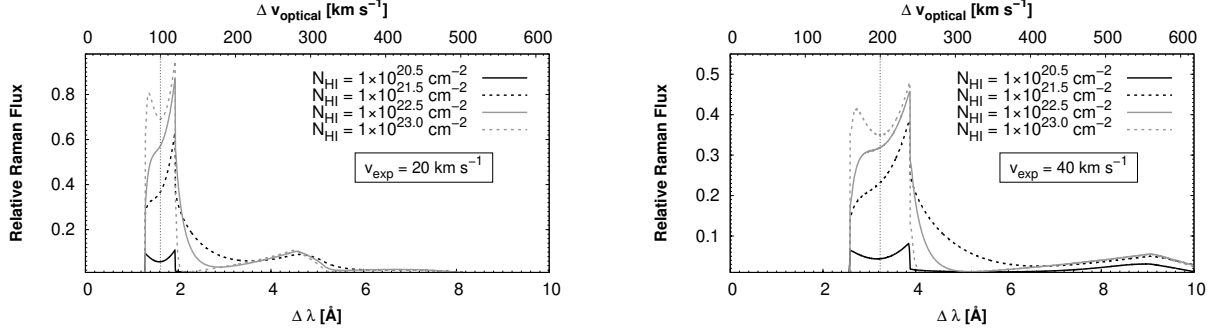 Δ v_optical [km s⁻¹]
0 100 200 300 400 500 600
Relative Raman Flux
0.8
0.6
0.4
0.2
N_HI = 1×10^20.5 cm⁻²
N_HI = 1×10^21.5 cm⁻²
N_HI = 1×10^22.5 cm⁻²
N_HI = 1×10^23.0 cm⁻²
v_exp = 20 km s⁻¹
0 2 4 6 8 10
Δ λ [Å]
Δ v_optical [km s⁻¹]
0 100 200 300 400 500 600
Relative Raman Flux
0.5
0.4
0.3
0.2
0.1
N_HI = 1×10^20.5 cm⁻²
N_HI = 1×10^21.5 cm⁻²
N_HI = 1×10^22.5 cm⁻²
N_HI = 1×10^23.0 cm⁻²
v_exp = 40 km s⁻¹
0 2 4 6 8 10
Δ λ [Å]